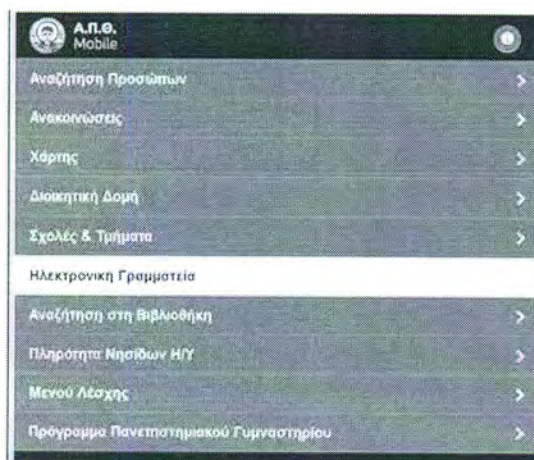 Α.Π.Θ.
Mobile
Αναζήτηση Προσώπων
Ανακοινώσεις
Χάρτης
Διοικητική Δομή
Σχολές & Τμήματα
Ηλεκτρονική Γραμματεία
Αναζήτηση στη Βιβλιοθήκη
Πληρότητα Νησίδων Η/Υ
Μενού Λέσχης
Πρόγραμμα Πανεπιστημιακού Γυμναστηρίου